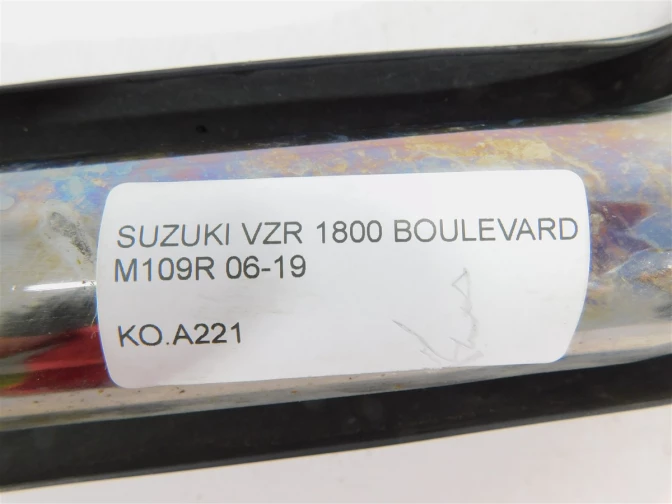 SUZUKI VZR 1800 BOULEVARD
M109R 06-19
KO.A221